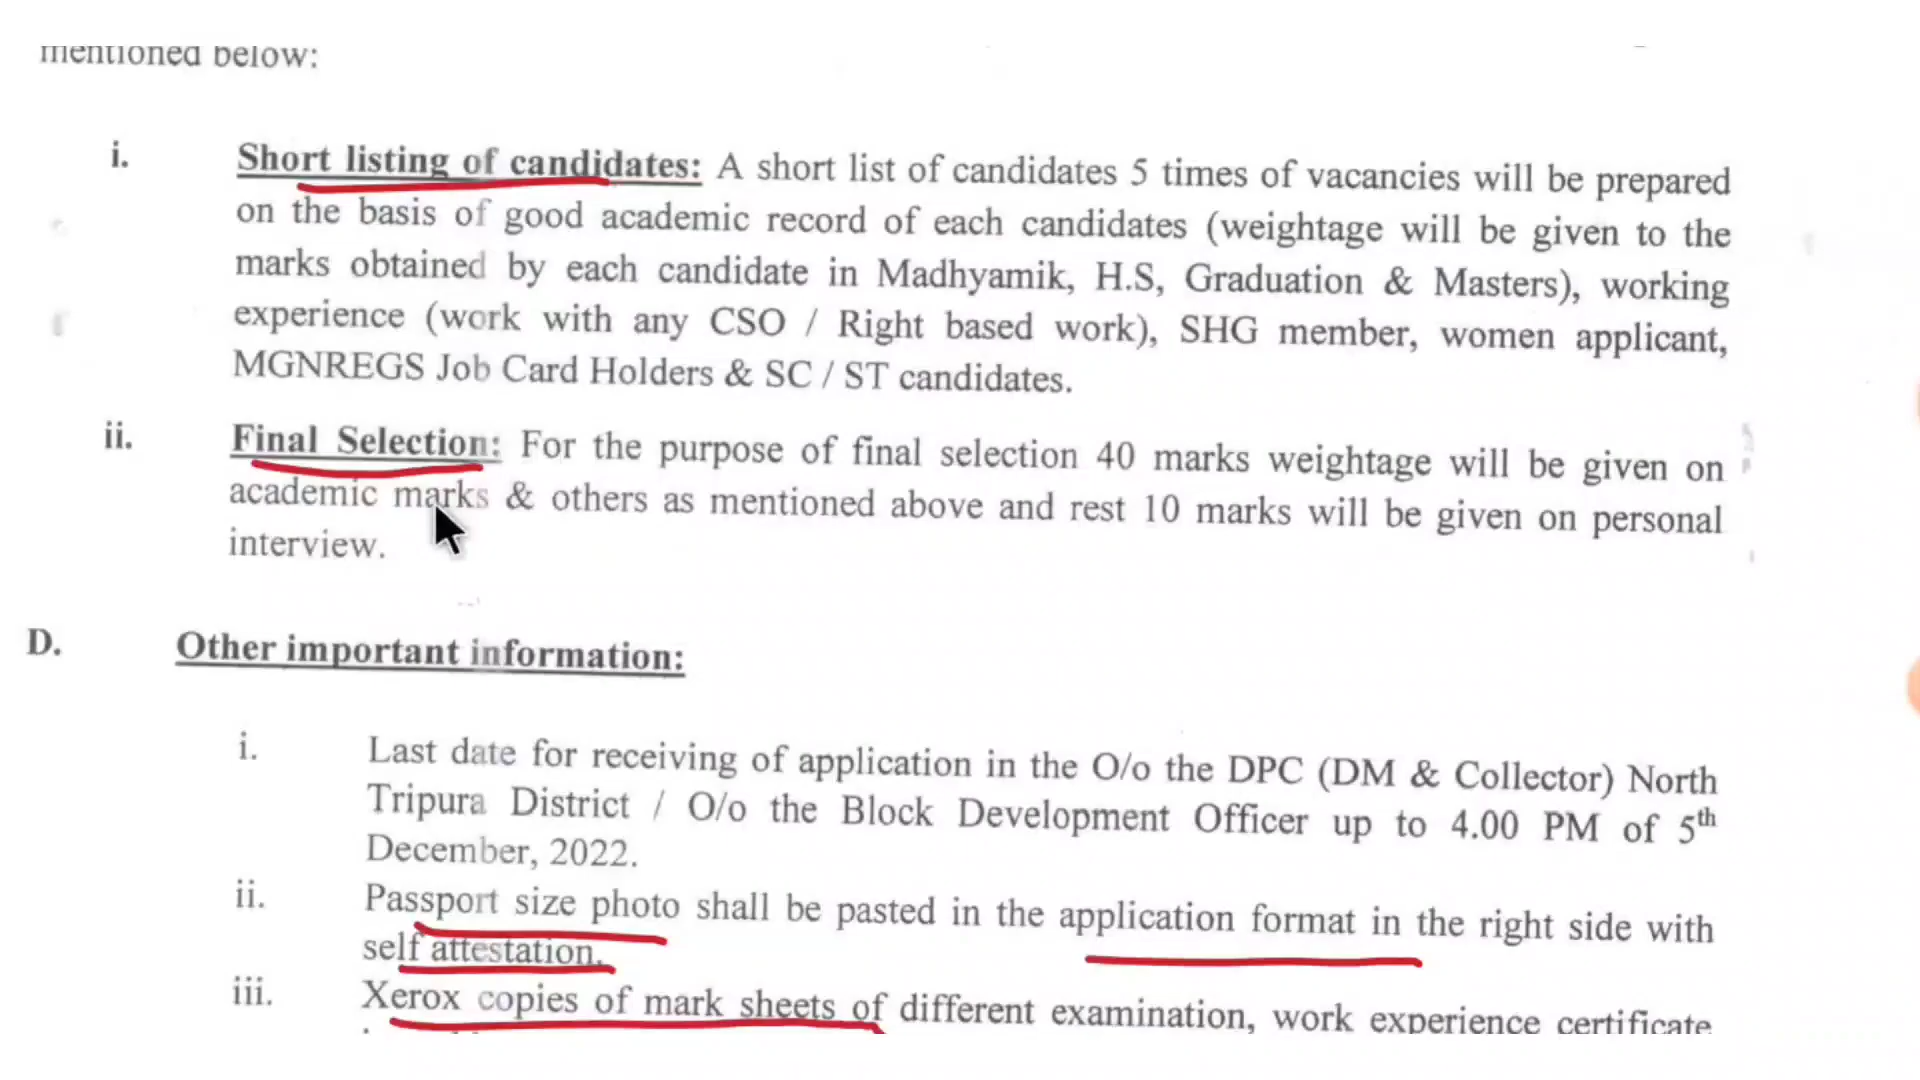 mentioned below:
i. Short listing of candidates: A short list of candidates 5 times of vacancies will be prepared
on the basis of good academic record of each candidates (weightage will be given to the
marks obtained by each candidate in Madhyamik, H.S, Graduation & Masters), working
experience (work with any CSO / Right based work), SHG member, women applicant,
MGNREGS Job Card Holders & SC / ST candidates.
ii. Final Selection: For the purpose of final selection 40 marks weightage will be given on
academic marks & others as mentioned above and rest 10 marks will be given on personal
interview.
D. Other important information:
i. Last date for receiving of application in the O/o the DPC (DM & Collector) North
Tripura District / O/o the Block Development Officer up to 4.00 PM of 5th
December, 2022.
ii. Passport size photo shall be pasted in the application format in the right side with
self attestation.
iii. Xerox copies of mark sheets of different examination, work experience certificate